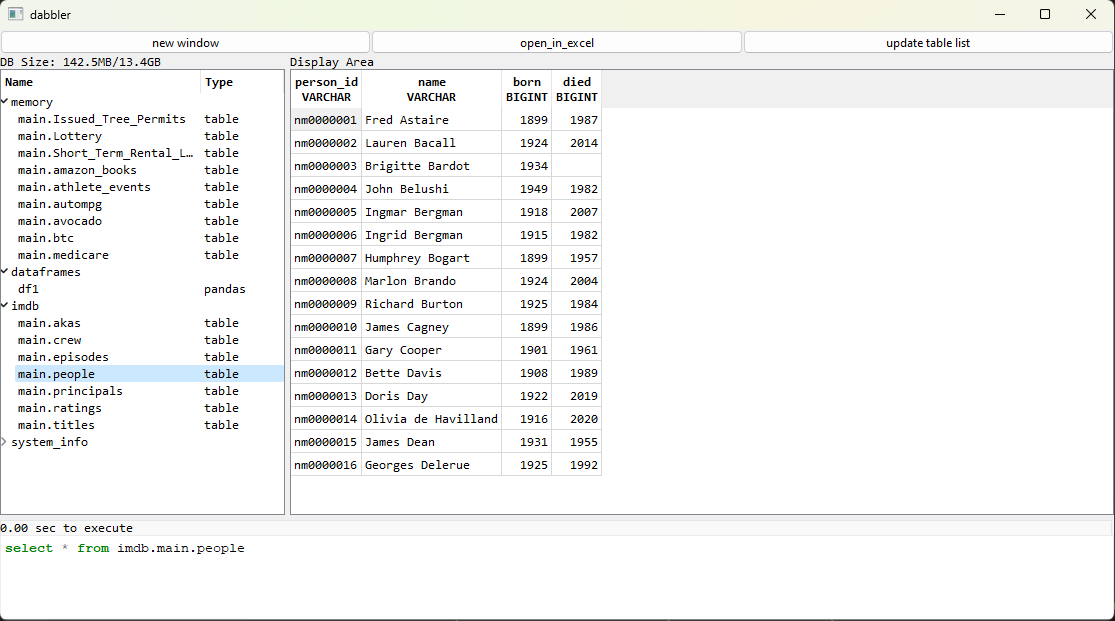 dabbler
new window open_in_excel update table list
DB Size: 142.5MB/13.4GB
Name Type
memory
main.Issued_Tree_Permits table
main.Lottery table
main.Short_Term_Rental_L… table
main.amazon_books table
main.athlete_events table
main.autompg table
main.avocado table
main.btc table
main.medicare table
dataframes
df1 pandas
imdb
main.akas table
main.crew table
main.episodes table
main.people table
main.principals table
main.ratings table
main.titles table
system_info
Display Area
person_id name born died
VARCHAR VARCHAR BIGINT BIGINT
nm0000001 Fred Astaire 1899 1987
nm0000002 Lauren Bacall 1924 2014
nm0000003 Brigitte Bardot 1934
nm0000004 John Belushi 1949 1982
nm0000005 Ingmar Bergman 1918 2007
nm0000006 Ingrid Bergman 1915 1982
nm0000007 Humphrey Bogart 1899 1957
nm0000008 Marlon Brando 1924 2004
nm0000009 Richard Burton 1925 1984
nm0000010 James Cagney 1899 1986
nm0000011 Gary Cooper 1901 1961
nm0000012 Bette Davis 1908 1989
nm0000013 Doris Day 1922 2019
nm0000014 Olivia de Havilland 1916 2020
nm0000015 James Dean 1931 1955
nm0000016 Georges Delerue 1925 1992
0.00 sec to execute
select * from imdb.main.people